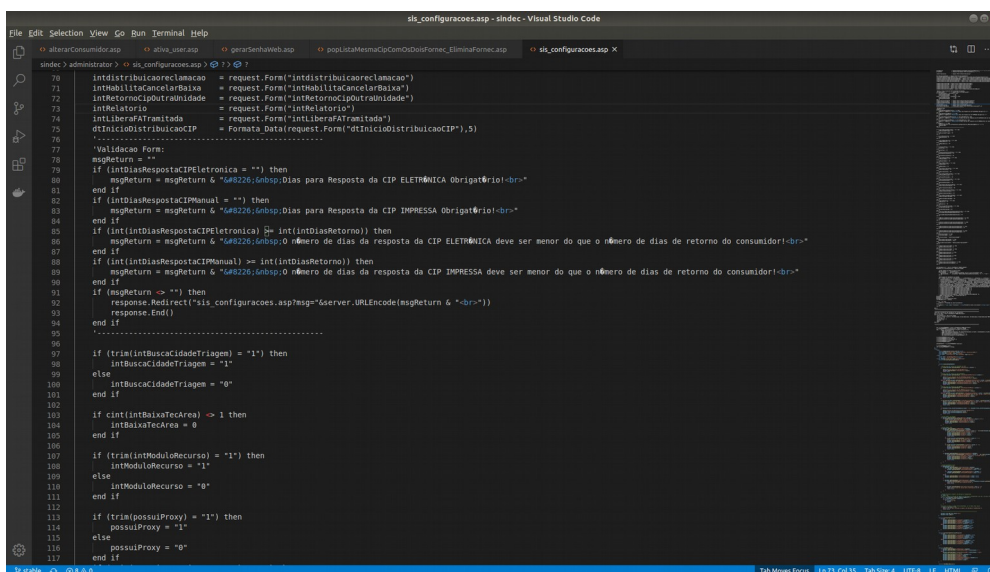 sis_configuracoes.asp - sindec - Visual Studio Code
File Edit Selection View Go Run Terminal Help
alterarConsumidor.asp ativa_user.asp gerarSenhaWeb.asp popListaMesmaCipComOsDoisFornec_EliminaFornec.asp sis_configuracoes.asp ×
sindec > administrator > sis_configuracoes.asp > ? > ?
70 intdistribuicaoreclamacao = request.Form("intdistribuicaoreclamacao")
71 intHabilitaCancelarBaixa = request.Form("intHabilitaCancelarBaixa")
72 intRetornoCipOutraUnidade = request.Form("intRetornoCipOutraUnidade")
73 intRelatorio = request.Form("intRelatorio")
74 intLiberaFATramitada = request.Form("intLiberaFATramitada")
75 dtInicioDistribuicaoCIP = Formata_Data(request.Form("dtInicioDistribuicaoCIP"),5)
76 '-------------------------------------------------
77 'Validacao Form:
78 msgReturn = ""
79 if (intDiasRespostaCIPEletronica = "") then
80 msgReturn = msgReturn & "&#8226;&nbsp;Dias para Resposta da CIP ELETR�NICA Obrigat�rio!<br>"
81 end if
82 if (intDiasRespostaCIPManual = "") then
83 msgReturn = msgReturn & "&#8226;&nbsp;Dias para Resposta da CIP IMPRESSA Obrigat�rio!<br>"
84 end if
85 if (int(intDiasRespostaCIPEletronica) >= int(intDiasRetorno)) then
86 msgReturn = msgReturn & "&#8226;&nbsp;O n�mero de dias da resposta da CIP ELETR�NICA deve ser menor do que o n�mero de dias de retorno do consumidor!<br>"
87 end if
88 if (int(intDiasRespostaCIPManual) >= int(intDiasRetorno)) then
89 msgReturn = msgReturn & "&#8226;&nbsp;O n�mero de dias da resposta da CIP IMPRESSA deve ser menor do que o n�mero de dias de retorno do consumidor!<br>"
90 end if
91 if (msgReturn <> "") then
92 response.Redirect("sis_configuracoes.asp?msg="&server.URLEncode(msgReturn & "<br>"))
93 response.End()
94 end if
95 '-------------------------------------------------
96
97 if (trim(intBuscaCidadeTriagem) = "1") then
98 intBuscaCidadeTriagem = "1"
99 else
100 intBuscaCidadeTriagem = "0"
101 end if
102
103 if cint(intBaixaTecArea) <> 1 then
104 intBaixaTecArea = 0
105 end if
106
107 if (trim(intModuloRecurso) = "1") then
108 intModuloRecurso = "1"
109 else
110 intModuloRecurso = "0"
111 end if
112
113 if (trim(possuiProxy) = "1") then
114 possuiProxy = "1"
115 else
116 possuiProxy = "0"
117 end if
stable 8 0 Tab Moves Focus Ln 73, Col 35 Tab Size: 4 UTF-8 LF HTML